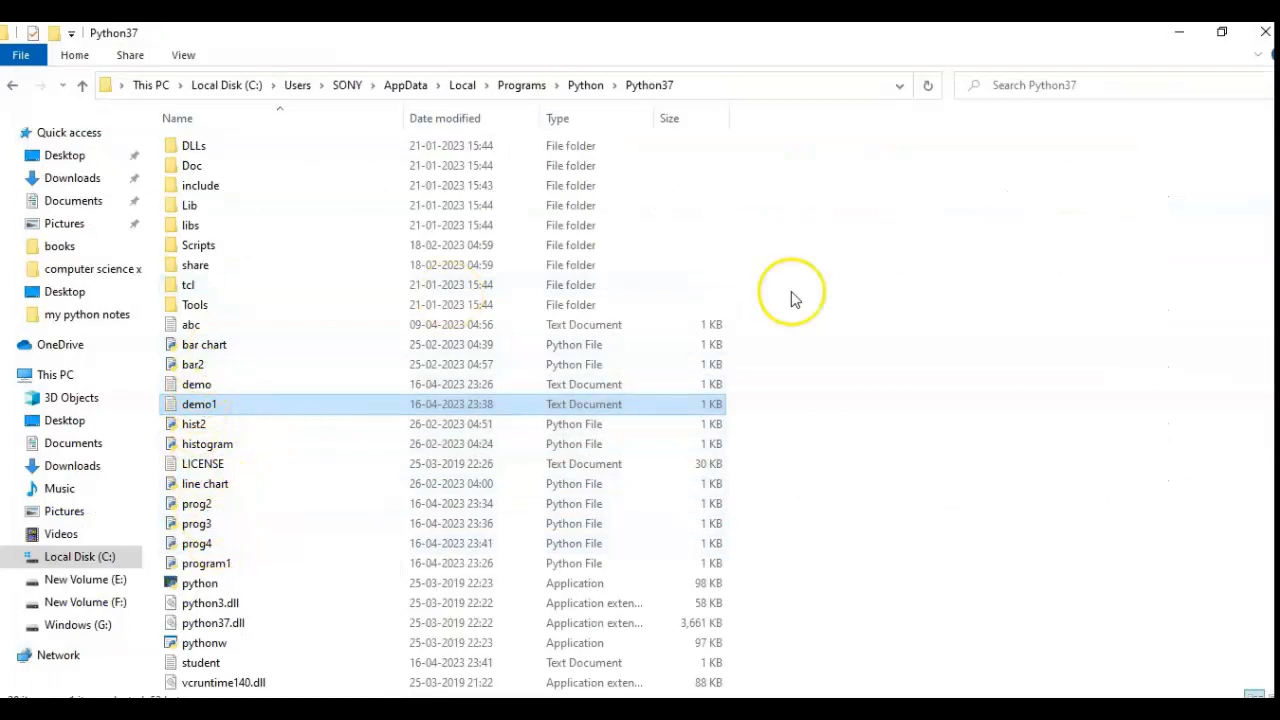 Python37
File Home Share View
This PC Local Disk (C:) Users SONY AppData Local Programs Python Python37 Search Python37
Name Date modified Type Size
Quick access
Desktop
Downloads
Documents
Pictures
books
computer science x
Desktop
my python notes
OneDrive
This PC
3D Objects
Desktop
Documents
Downloads
Music
Pictures
Videos
Local Disk (C:)
New Volume (E:)
New Volume (F:)
Windows (G:)
Network
DLLs 21-01-2023 15:44 File folder
Doc 21-01-2023 15:44 File folder
include 21-01-2023 15:43 File folder
Lib 21-01-2023 15:44 File folder
libs 21-01-2023 15:44 File folder
Scripts 18-02-2023 04:59 File folder
share 18-02-2023 04:59 File folder
tcl 21-01-2023 15:44 File folder
Tools 21-01-2023 15:44 File folder
abc 09-04-2023 04:56 Text Document 1 KB
bar chart 25-02-2023 04:39 Python File 1 KB
bar2 25-02-2023 04:57 Python File 1 KB
demo 16-04-2023 23:26 Text Document 1 KB
demo1 16-04-2023 23:38 Text Document 1 KB
hist2 26-02-2023 04:51 Python File 1 KB
histogram 26-02-2023 04:24 Python File 1 KB
LICENSE 25-03-2019 22:26 Text Document 30 KB
line chart 26-02-2023 04:00 Python File 1 KB
prog2 16-04-2023 23:34 Python File 1 KB
prog3 16-04-2023 23:36 Python File 1 KB
prog4 16-04-2023 23:41 Python File 1 KB
program1 16-04-2023 23:26 Python File 1 KB
python 25-03-2019 22:23 Application 98 KB
python3.dll 25-03-2019 22:22 Application exten... 58 KB
python37.dll 25-03-2019 22:22 Application exten... 3,661 KB
pythonw 25-03-2019 22:23 Application 97 KB
student 16-04-2023 23:41 Text Document 1 KB
vcruntime140.dll 25-03-2019 21:22 Application exten... 88 KB